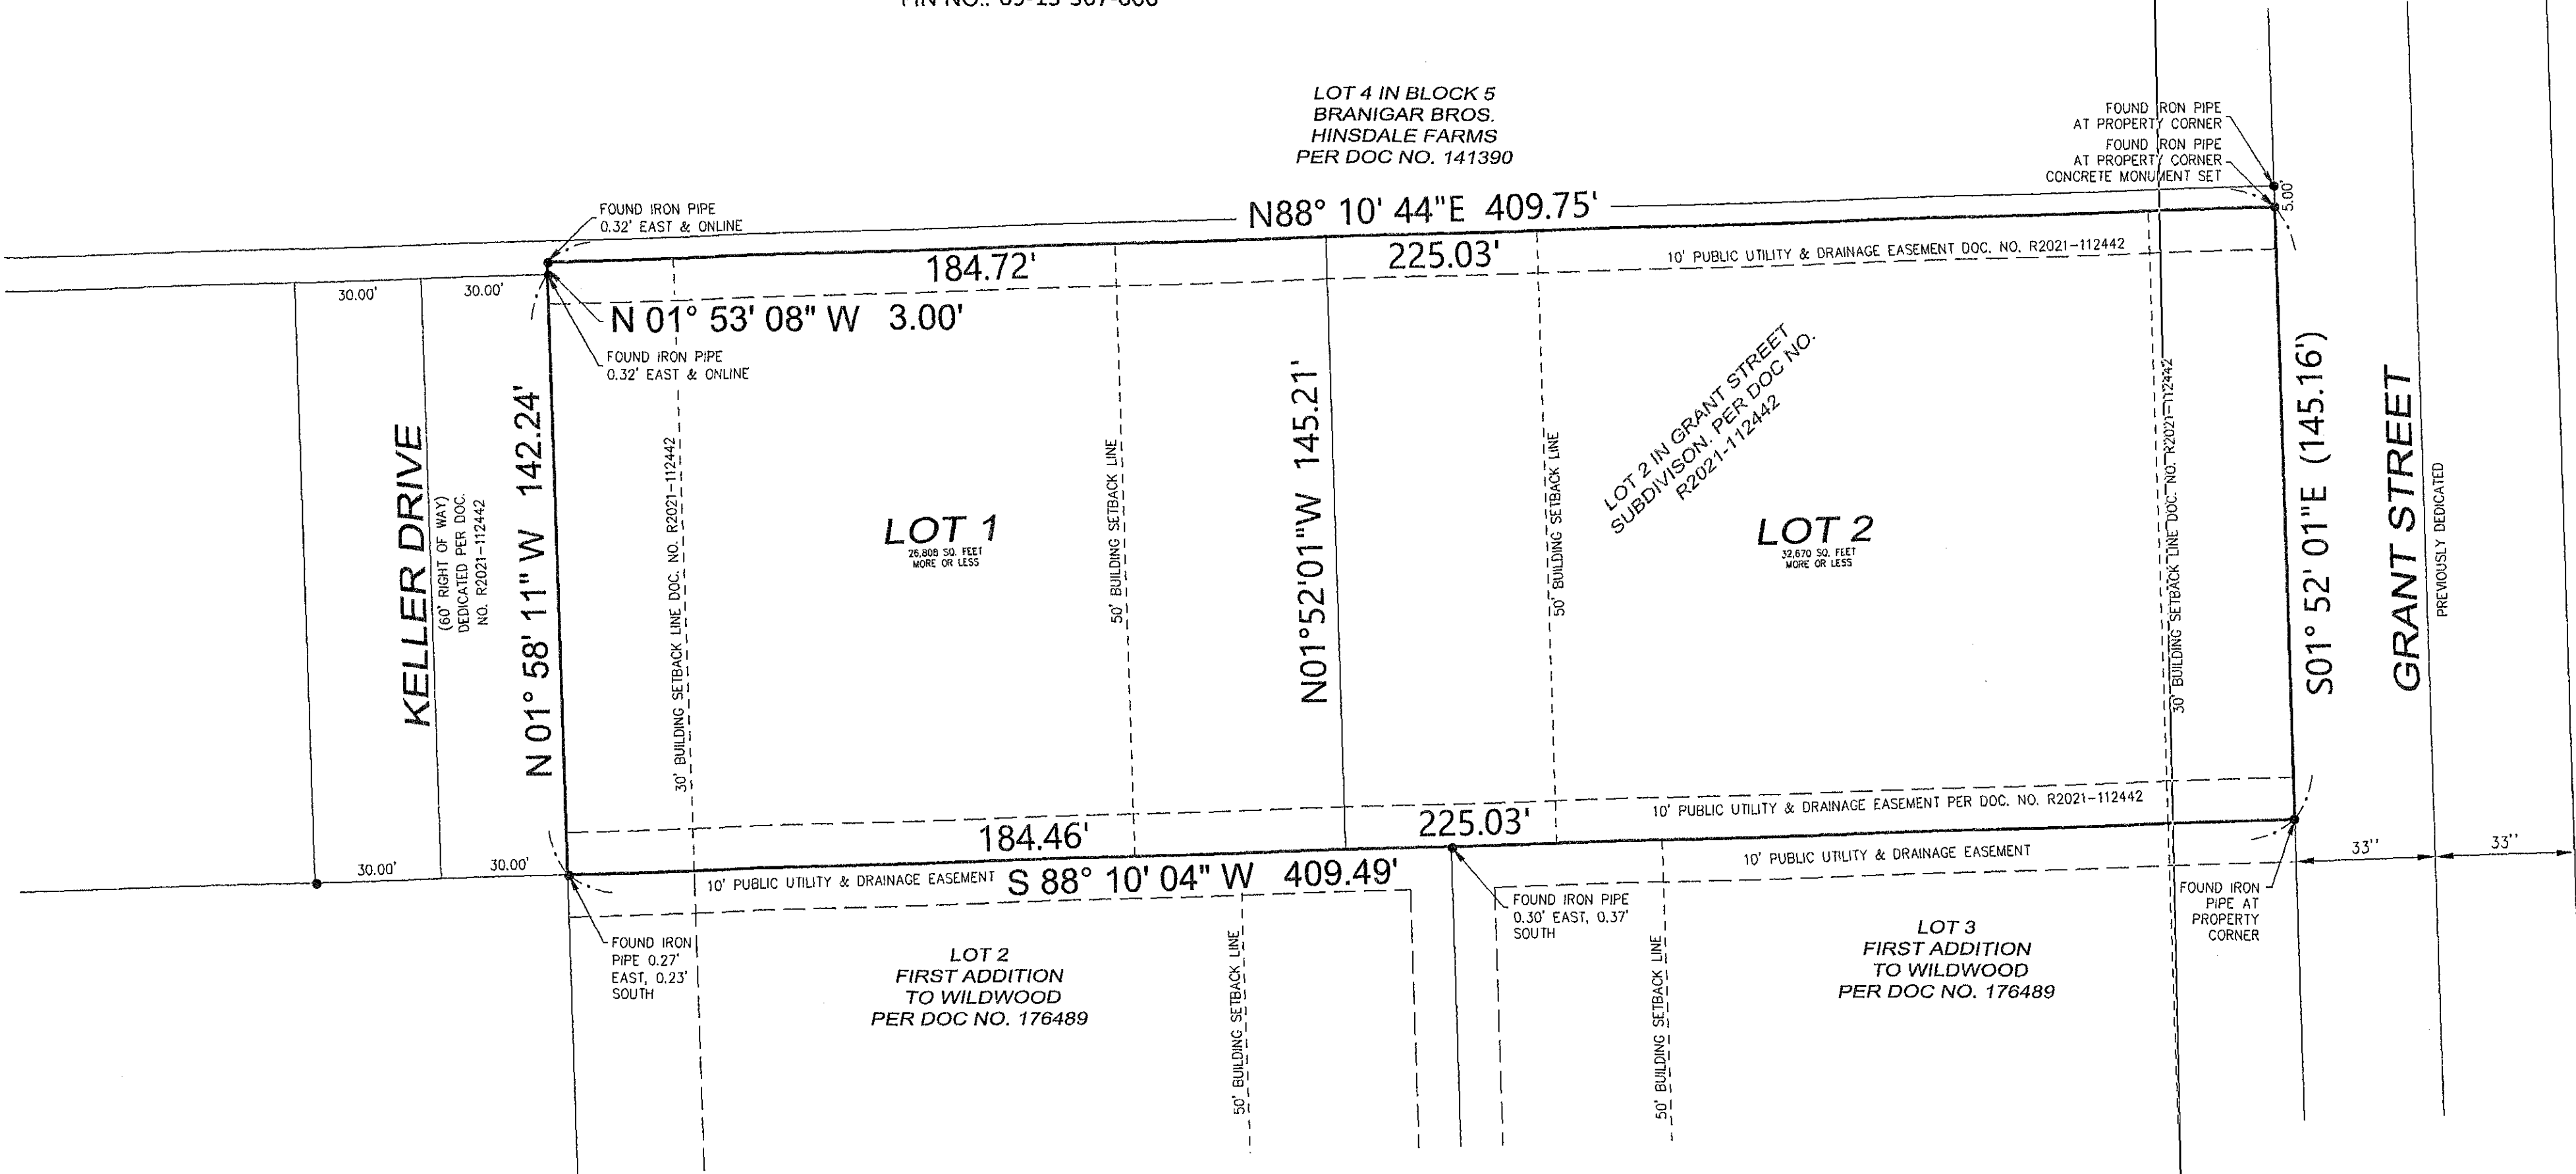 LOT 4 IN BLOCK 5
BRANIGAR BROS.
HINSDALE FARMS
PER DOC NO. 141390
FOUND IRON PIPE
AT PROPERTY CORNER
FOUND IRON PIPE
AT PROPERTY CORNER
CONCRETE MONUMENT SET
5.00'
FOUND IRON PIPE
0.32' EAST & ONLINE
N88° 10' 44"E 409.75'
184.72'
225.03'
10' PUBLIC UTILITY & DRAINAGE EASEMENT DOC. NO. R2021-112442
30.00'
30.00'
N 01° 53' 08" W 3.00'
FOUND IRON PIPE
0.32' EAST & ONLINE
KELLER DRIVE
(60' RIGHT OF WAY)
DEDICATED PER DOC.
NO. R2021-112442
N 01° 58' 11" W 142.24'
30' BUILDING SETBACK LINE DOC. NO. R2021-112442
LOT 1
26,808 SQ. FEET
MORE OR LESS
50' BUILDING SETBACK LINE
N01°52'01"W 145.21'
50' BUILDING SETBACK LINE
LOT 2 IN GRANT STREET
SUBDIVISON. PER DOC NO.
R2021-112442
LOT 2
32,670 SQ. FEET
MORE OR LESS
30' BUILDING SETBACK LINE DOC. NO. R2021-112442
S01° 52' 01"E (145.16')
GRANT STREET
PREVIOUSLY DEDICATED
184.46'
225.03'
10' PUBLIC UTILITY & DRAINAGE EASEMENT PER DOC. NO. R2021-112442
30.00'
30.00'
10' PUBLIC UTILITY & DRAINAGE EASEMENT
S 88° 10' 04" W 409.49'
10' PUBLIC UTILITY & DRAINAGE EASEMENT
33''
33''
FOUND IRON
PIPE 0.27'
EAST, 0.23'
SOUTH
LOT 2
FIRST ADDITION
TO WILDWOOD
PER DOC NO. 176489
50' BUILDING SETBACK LINE
FOUND IRON PIPE
0.30' EAST, 0.37'
SOUTH
50' BUILDING SETBACK LINE
LOT 3
FIRST ADDITION
TO WILDWOOD
PER DOC NO. 176489
FOUND IRON
PIPE AT
PROPERTY
CORNER